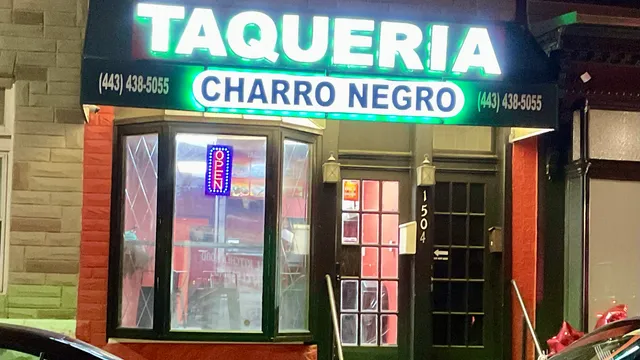 TAQUERIA
(443) 438-5055 CHARRO NEGRO (443) 438-5055
OPEN
1504